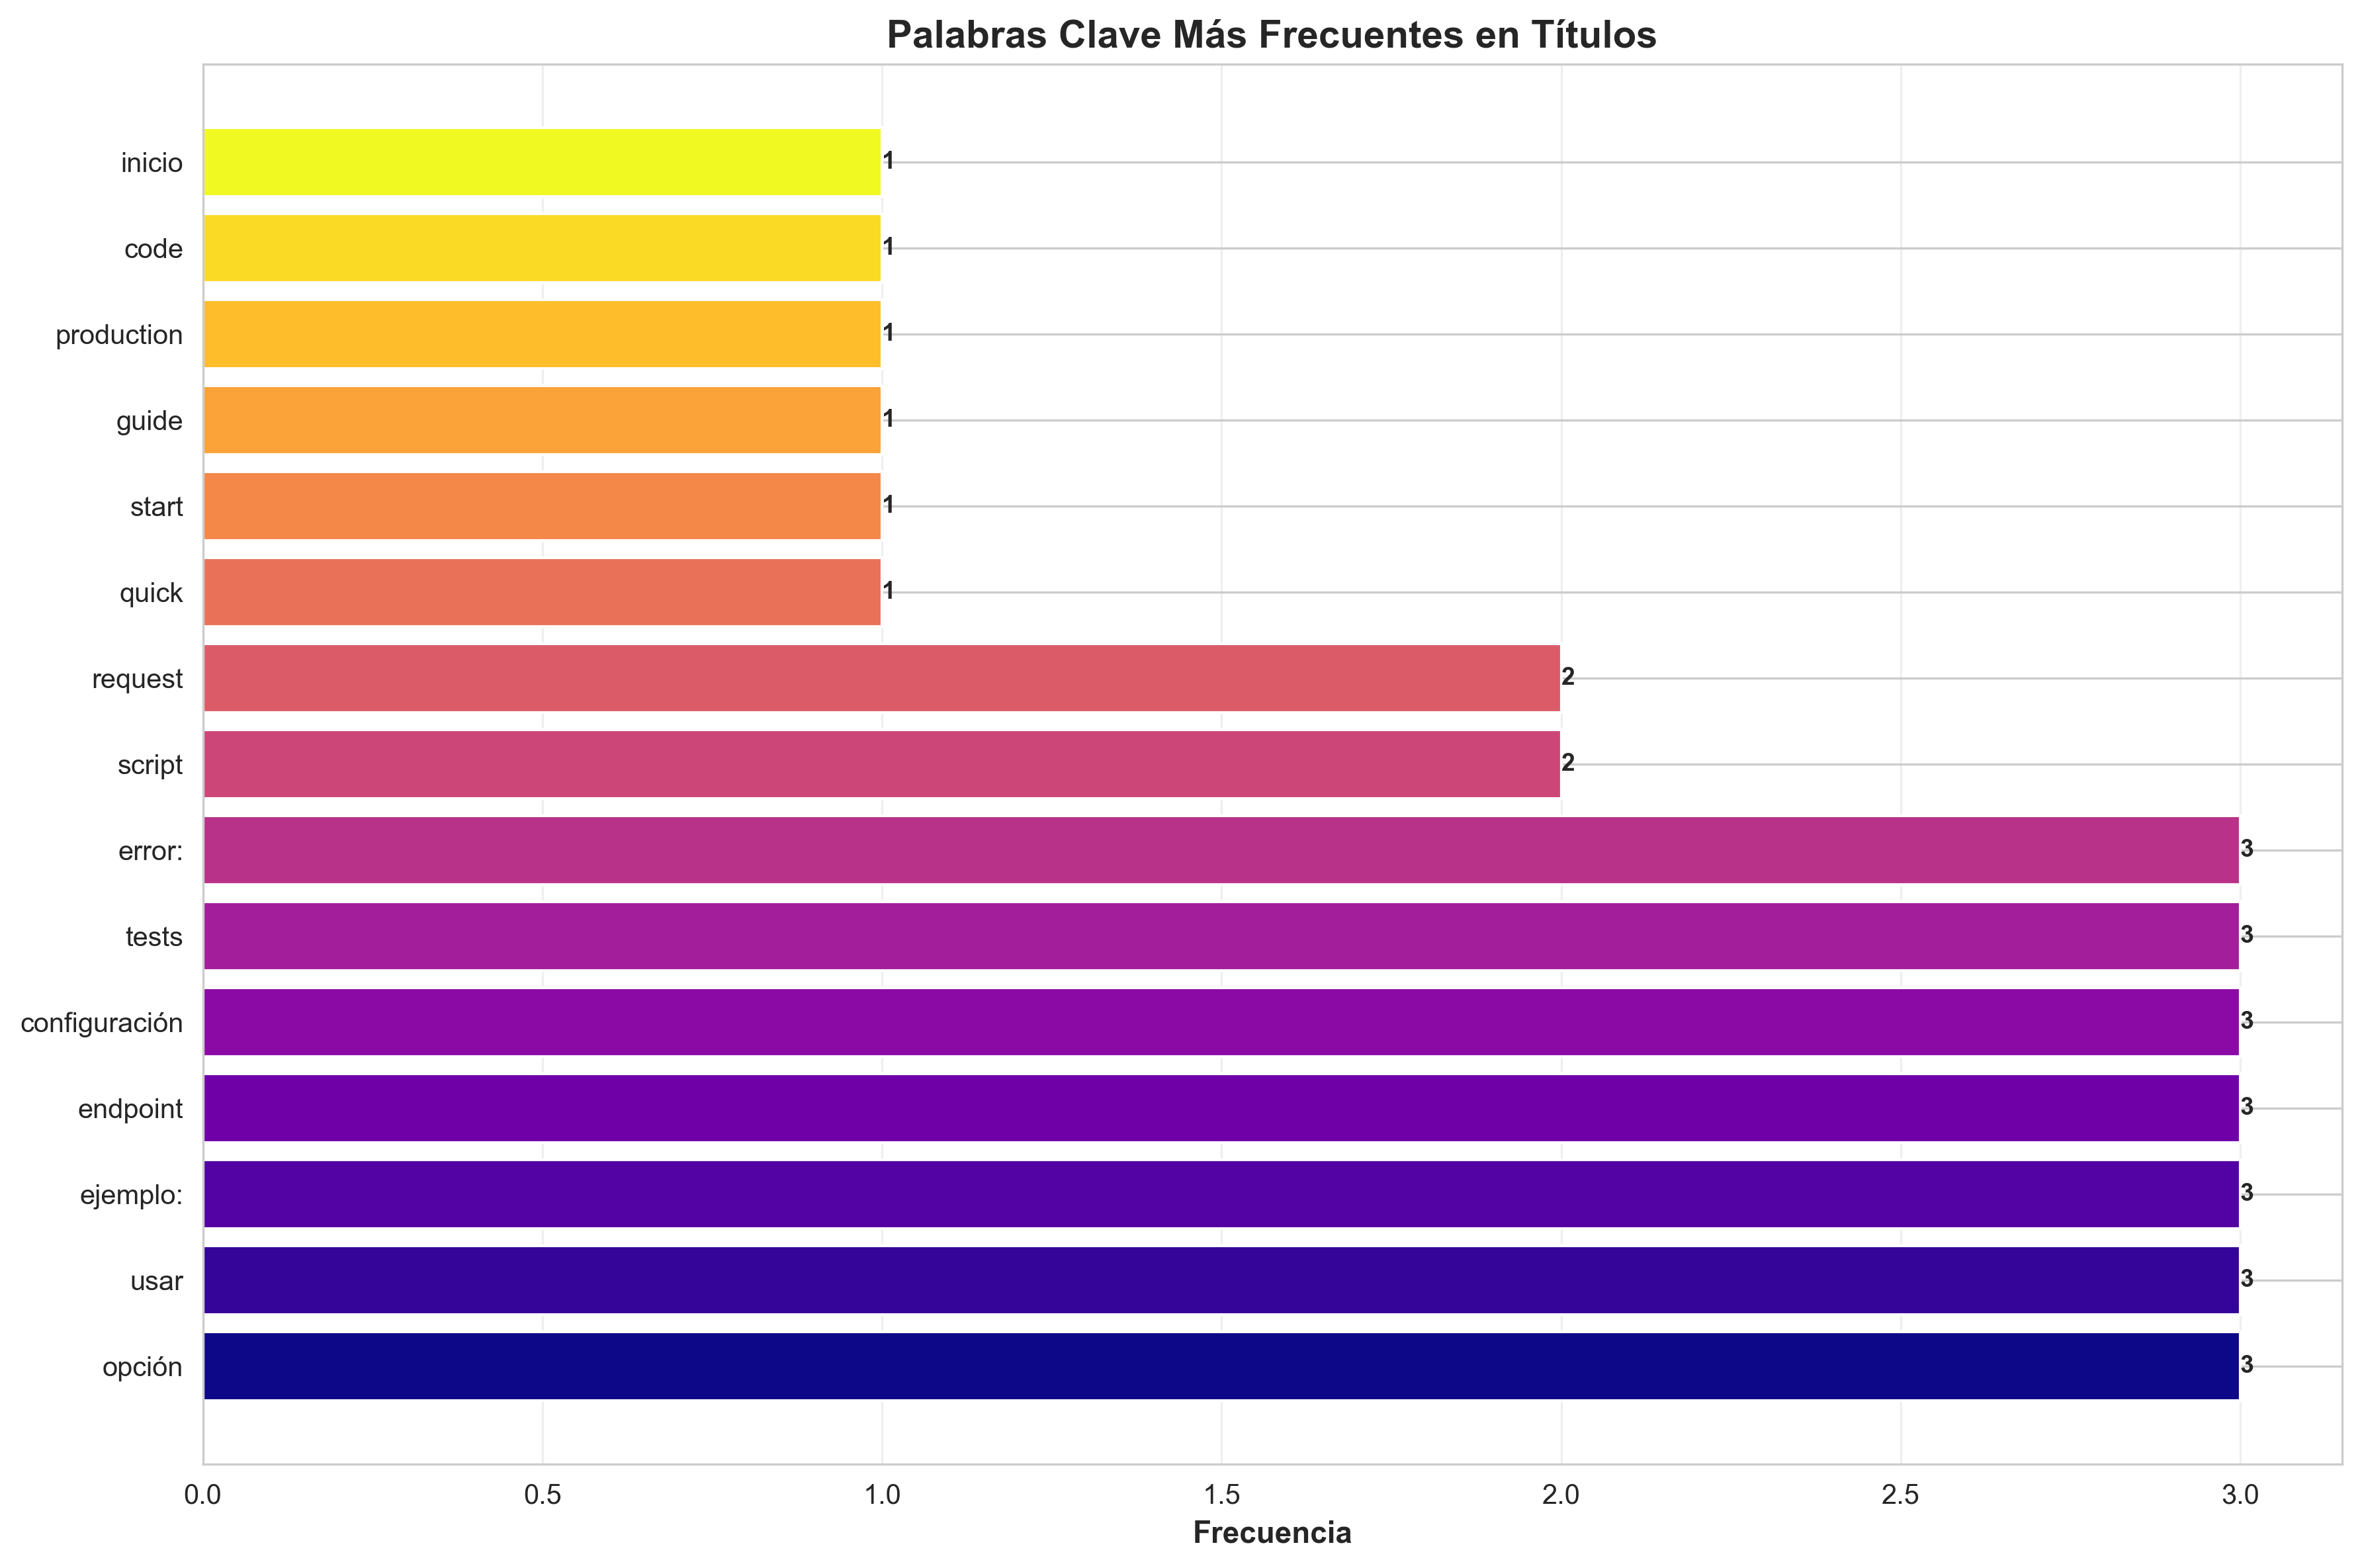 Palabras Clave Más Frecuentes en Títulos
inicio 1
code 1
production 1
guide 1
start 1
quick 1
request 2
script 2
error: 3
tests 3
configuración 3
endpoint 3
ejemplo: 3
usar 3
opción 3
0.0 0.5 1.0 1.5 2.0 2.5 3.0
Frecuencia